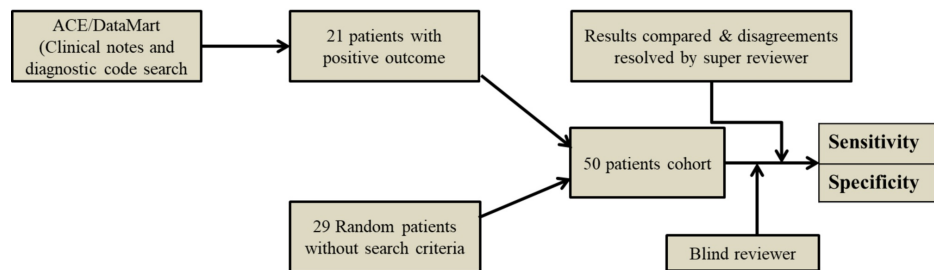 ACE/DataMart
(Clinical notes and
diagnostic code search
21 patients with
positive outcome
Results compared & disagreements
resolved by super reviewer
50 patients cohort
Sensitivity
Specificity
29 Random patients
without search criteria
Blind reviewer